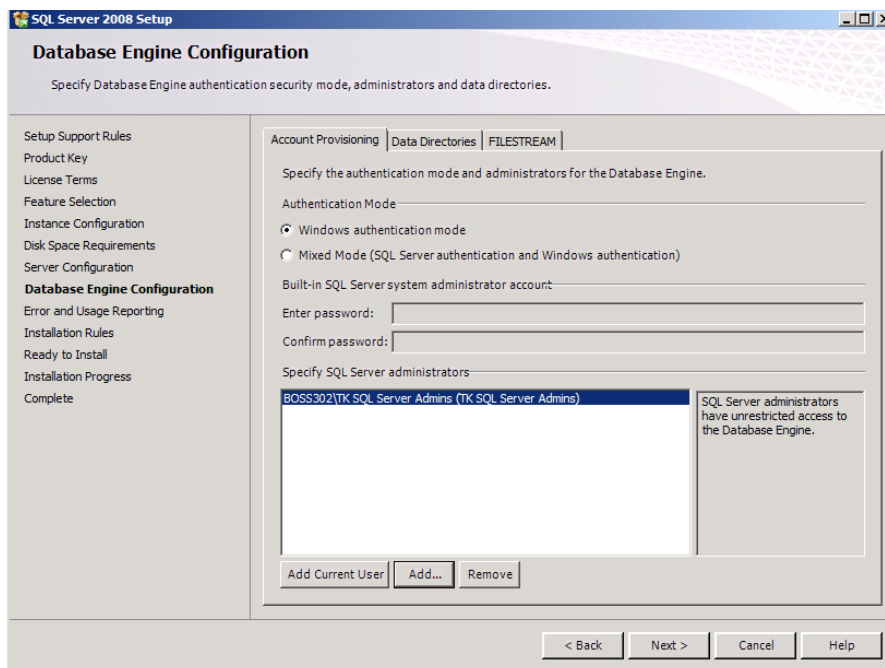 SQL Server 2008 Setup
Database Engine Configuration
Specify Database Engine authentication security mode, administrators and data directories.
Setup Support Rules
Product Key
License Terms
Feature Selection
Instance Configuration
Disk Space Requirements
Server Configuration
Database Engine Configuration
Error and Usage Reporting
Installation Rules
Ready to Install
Installation Progress
Complete
Account Provisioning
Data Directories
FILESTREAM
Specify the authentication mode and administrators for the Database Engine.
Authentication Mode
Windows authentication mode
Mixed Mode (SQL Server authentication and Windows authentication)
Built-in SQL Server system administrator account
Enter password:
Confirm password:
Specify SQL Server administrators
BOSS302\TK SQL Server Admins (TK SQL Server Admins)
SQL Server administrators
have unrestricted access to
the Database Engine.
Add Current User
Add...
Remove
< Back
Next >
Cancel
Help